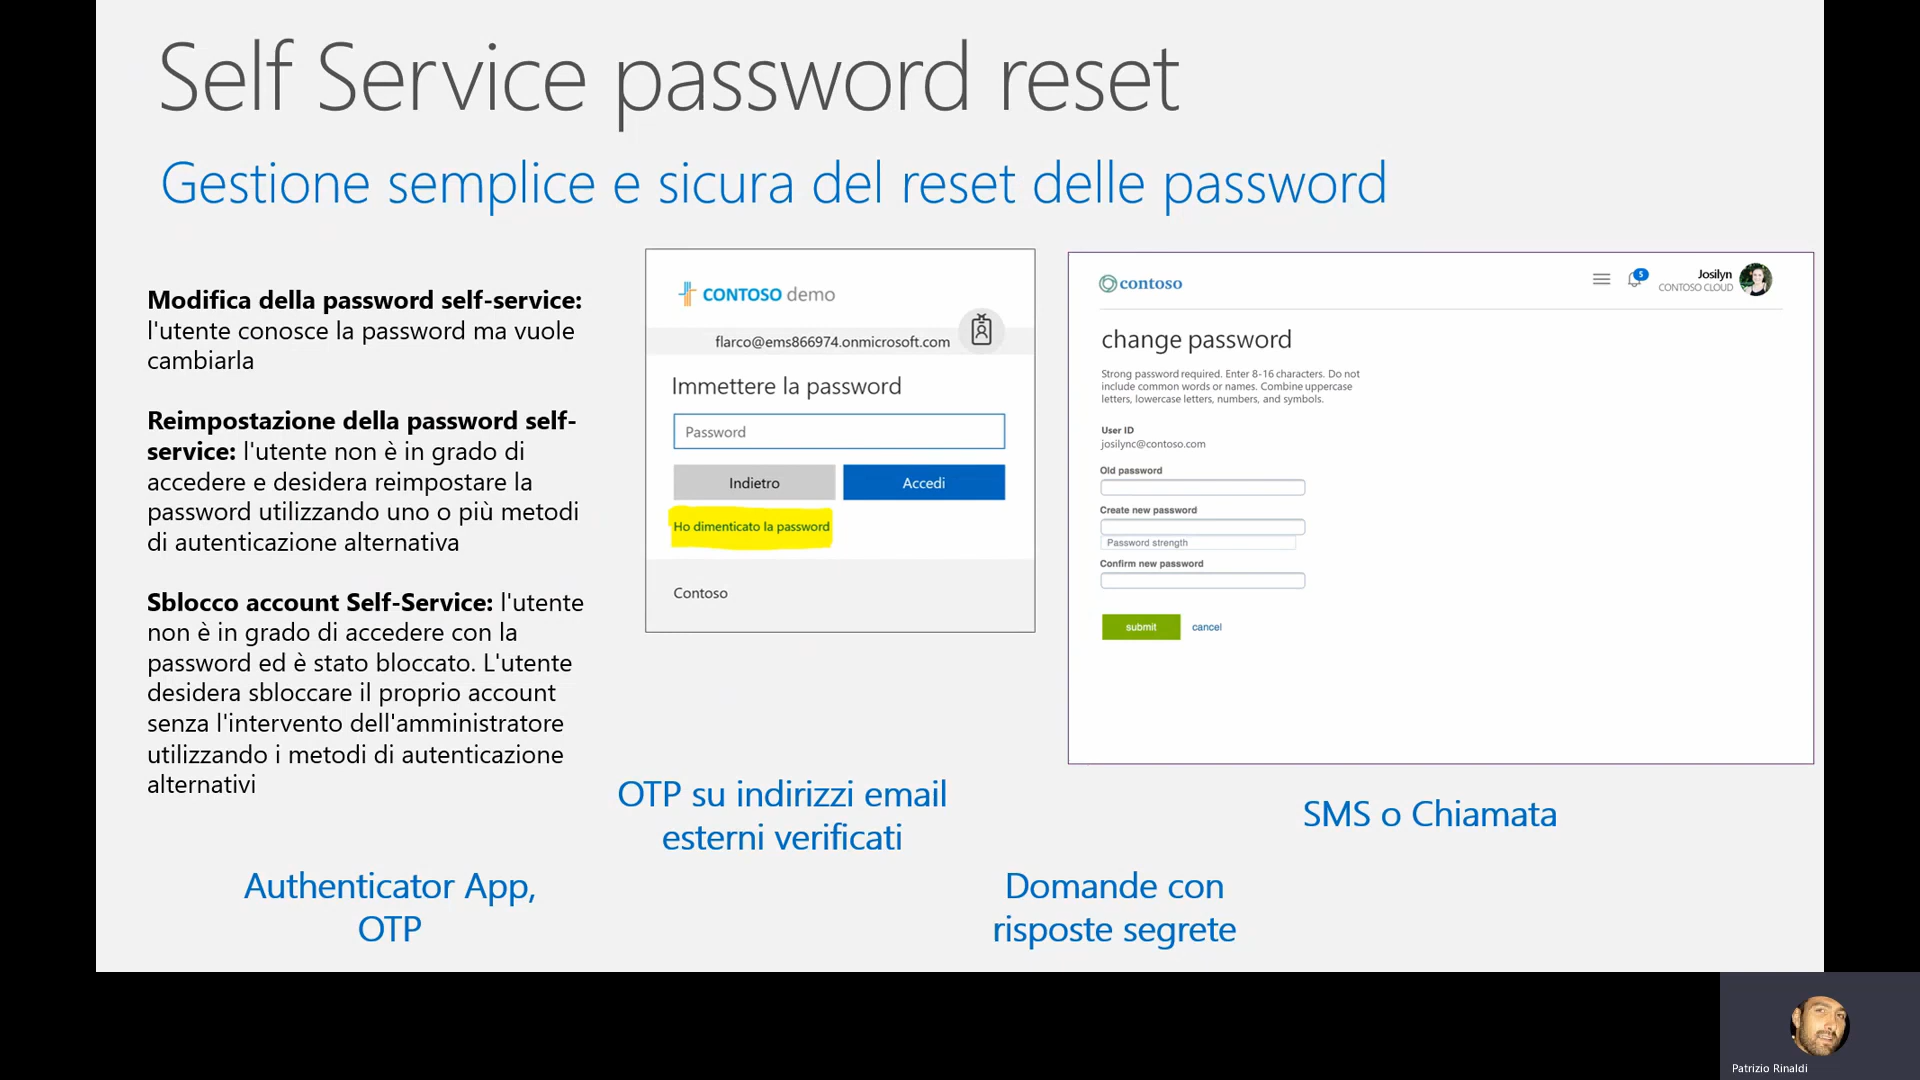 Self Service password reset
Gestione semplice e sicura del reset delle password
Modifica della password self-service:
l'utente conosce la password ma vuole
cambiarla
Reimpostazione della password self-
service: l'utente non è in grado di
accedere e desidera reimpostare la
password utilizzando uno o più metodi
di autenticazione alternativa
Sblocco account Self-Service: l'utente
non è in grado di accedere con la
password ed è stato bloccato. L'utente
desidera sbloccare il proprio account
senza l'intervento dell'amministratore
utilizzando i metodi di autenticazione
alternativi
CONTOSO demo
flarco@ems866974.onmicrosoft.com
Immettere la password
Password
Indietro Accedi
Ho dimenticato la password
Contoso
contoso
5
Josilyn
CONTOSO CLOUD
change password
Strong password required. Enter 8-16 characters. Do not
include common words or names. Combine uppercase
letters, lowercase letters, numbers, and symbols.
User ID
josilync@contoso.com
Old password
Create new password
Password strength
Confirm new password
submit cancel
OTP su indirizzi email
esterni verificati
SMS o Chiamata
Authenticator App,
OTP
Domande con
risposte segrete
Patrizio Rinaldi